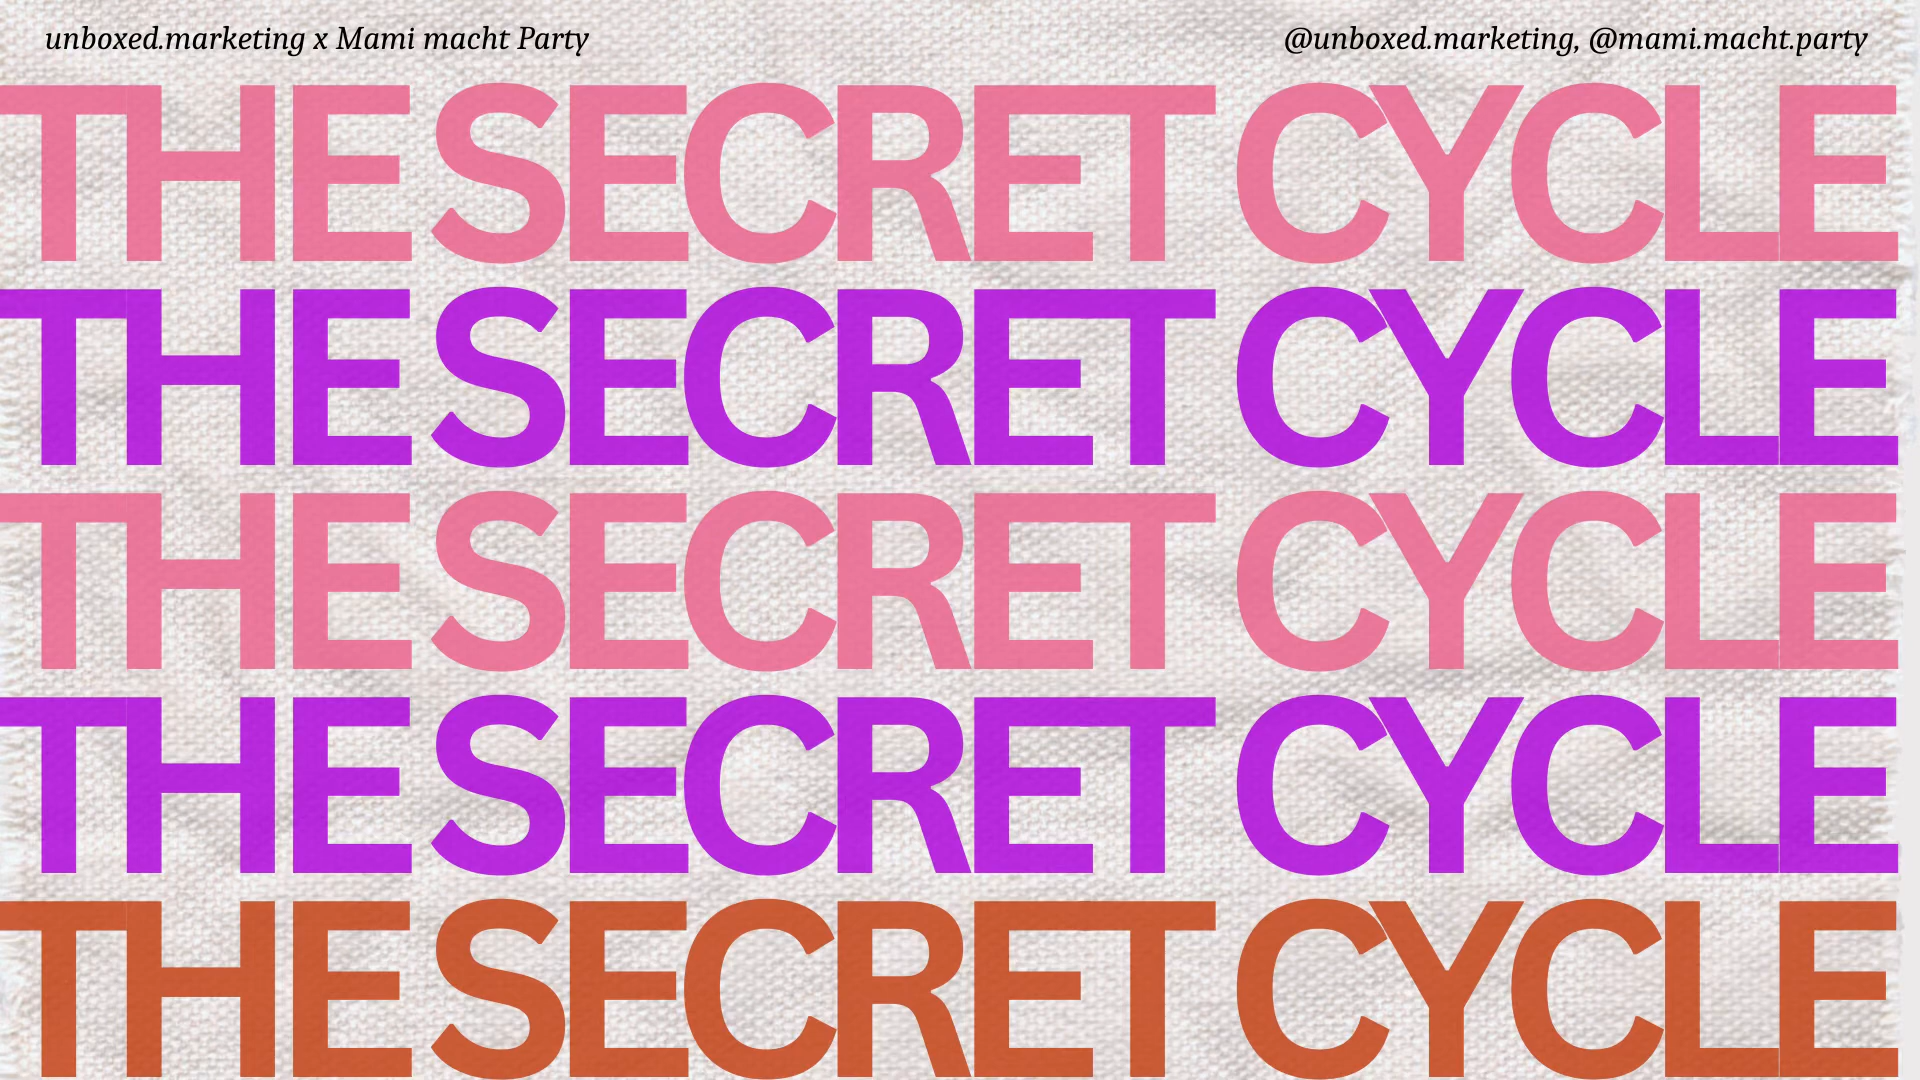 unboxed.marketing x Mami macht Party
@unboxed.marketing, @mami.macht.party
THE SECRET CYCLE
THE SECRET CYCLE
THE SECRET CYCLE
THE SECRET CYCLE
THE SECRET CYCLE